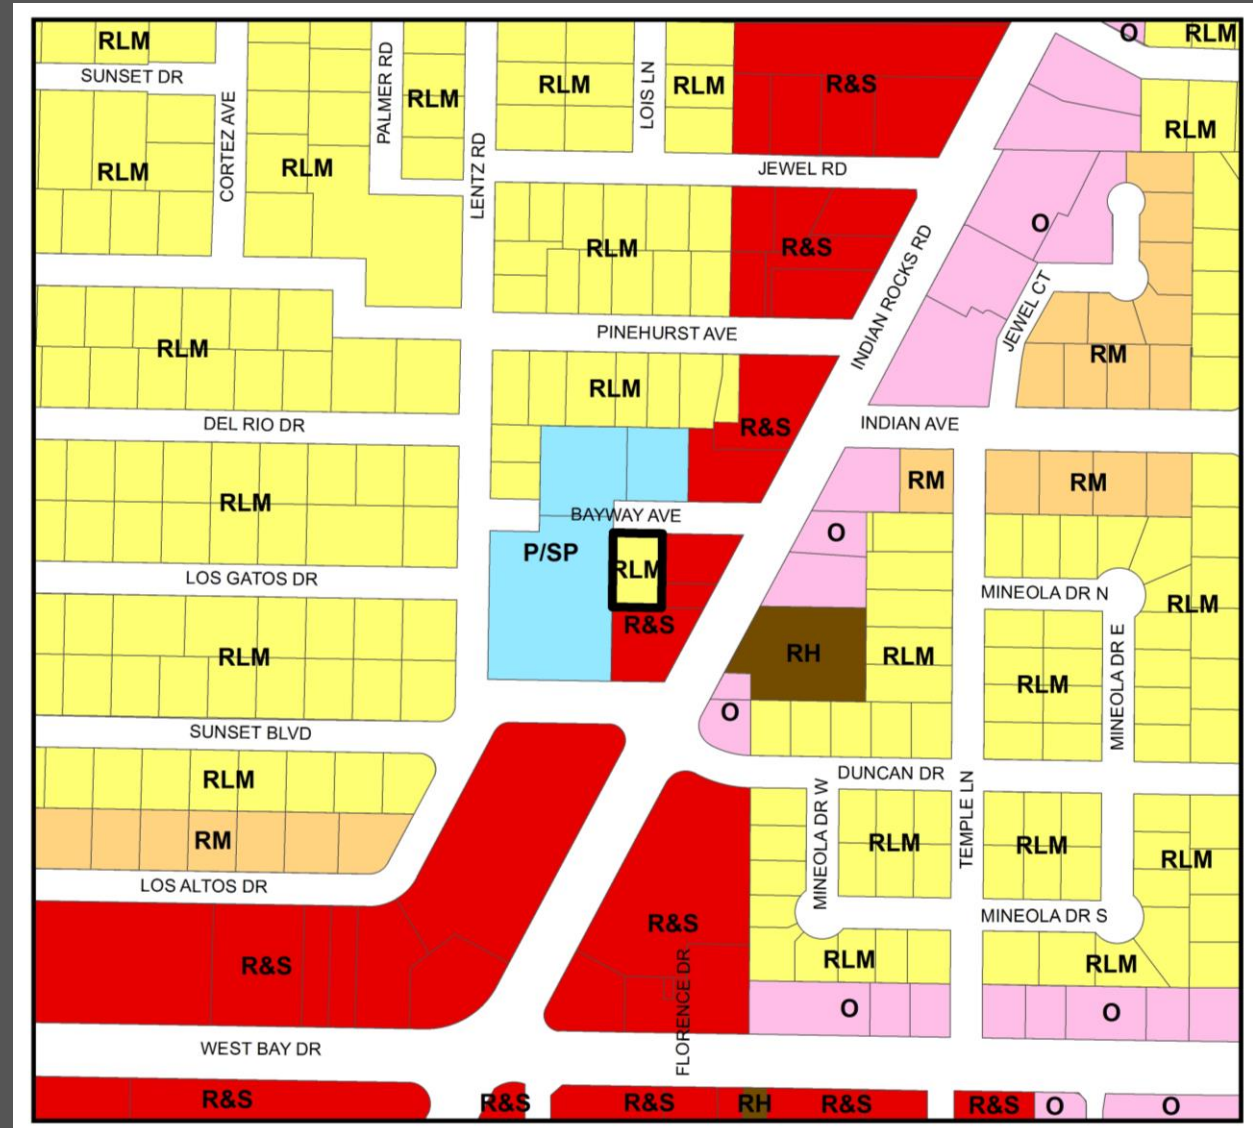 O
RLM
RLM
SUNSET DR
PALMER RD
RLM
RLM
LOIS LN
RLM
R&S
CORTEZ AVE
RLM
RLM
RLM
LENTZ RD
JEWEL RD
RLM
O
RLM
R&S
INDIAN ROCKS RD
JEWEL CT
PINEHURST AVE
RLM
RM
RLM
R&S
DEL RIO DR
INDIAN AVE
RLM
RM
RM
BAYWAY AVE
O
P/SP
RLM
LOS GATOS DR
MINEOLA DR N
RLM
R&S
RLM
RH
RLM
MINEOLA DR E
RLM
O
SUNSET BLVD
RLM
DUNCAN DR
MINEOLA DR W
TEMPLE LN
RM
RLM
RLM
RLM
LOS ALTOS DR
R&S
MINEOLA DR S
R&S
FLORENCE DR
RLM
RLM
O
O
WEST BAY DR
R&S
R&S
R&S
RH
R&S
R&S
O
O